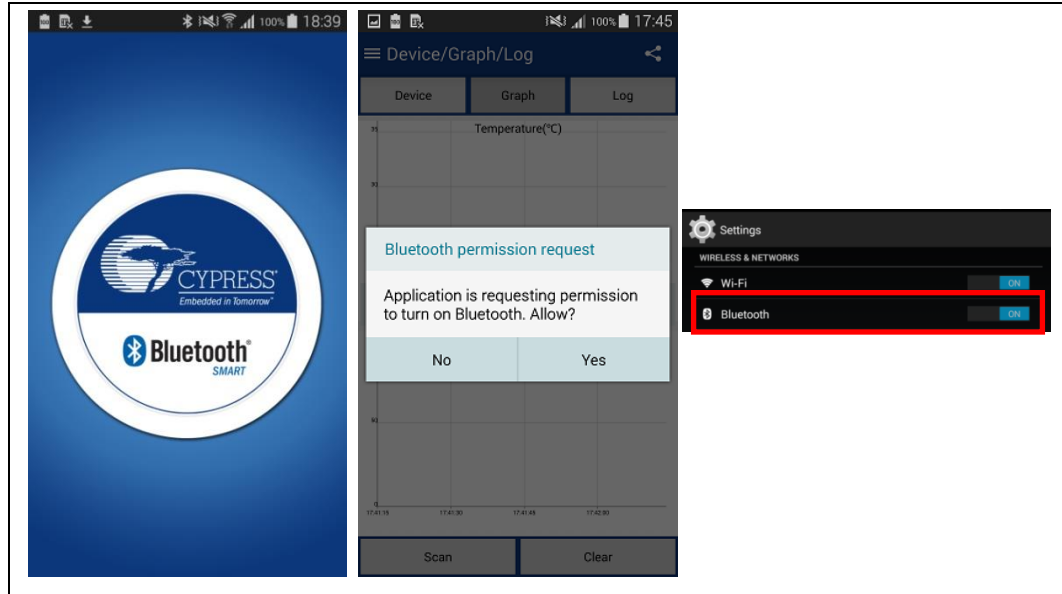 100% 18:39
CYPRESS
Embedded in Tomorrow™
Bluetooth®
SMART
100% 17:45
Device/Graph/Log
Device Graph Log
Temperature(℃)
Bluetooth permission request
Application is requesting permission
to turn on Bluetooth. Allow?
No Yes
17:41:15 17:41:30 17:41:45 17:42:00
Scan Clear
Settings
WIRELESS & NETWORKS
Wi-Fi ON
Bluetooth ON